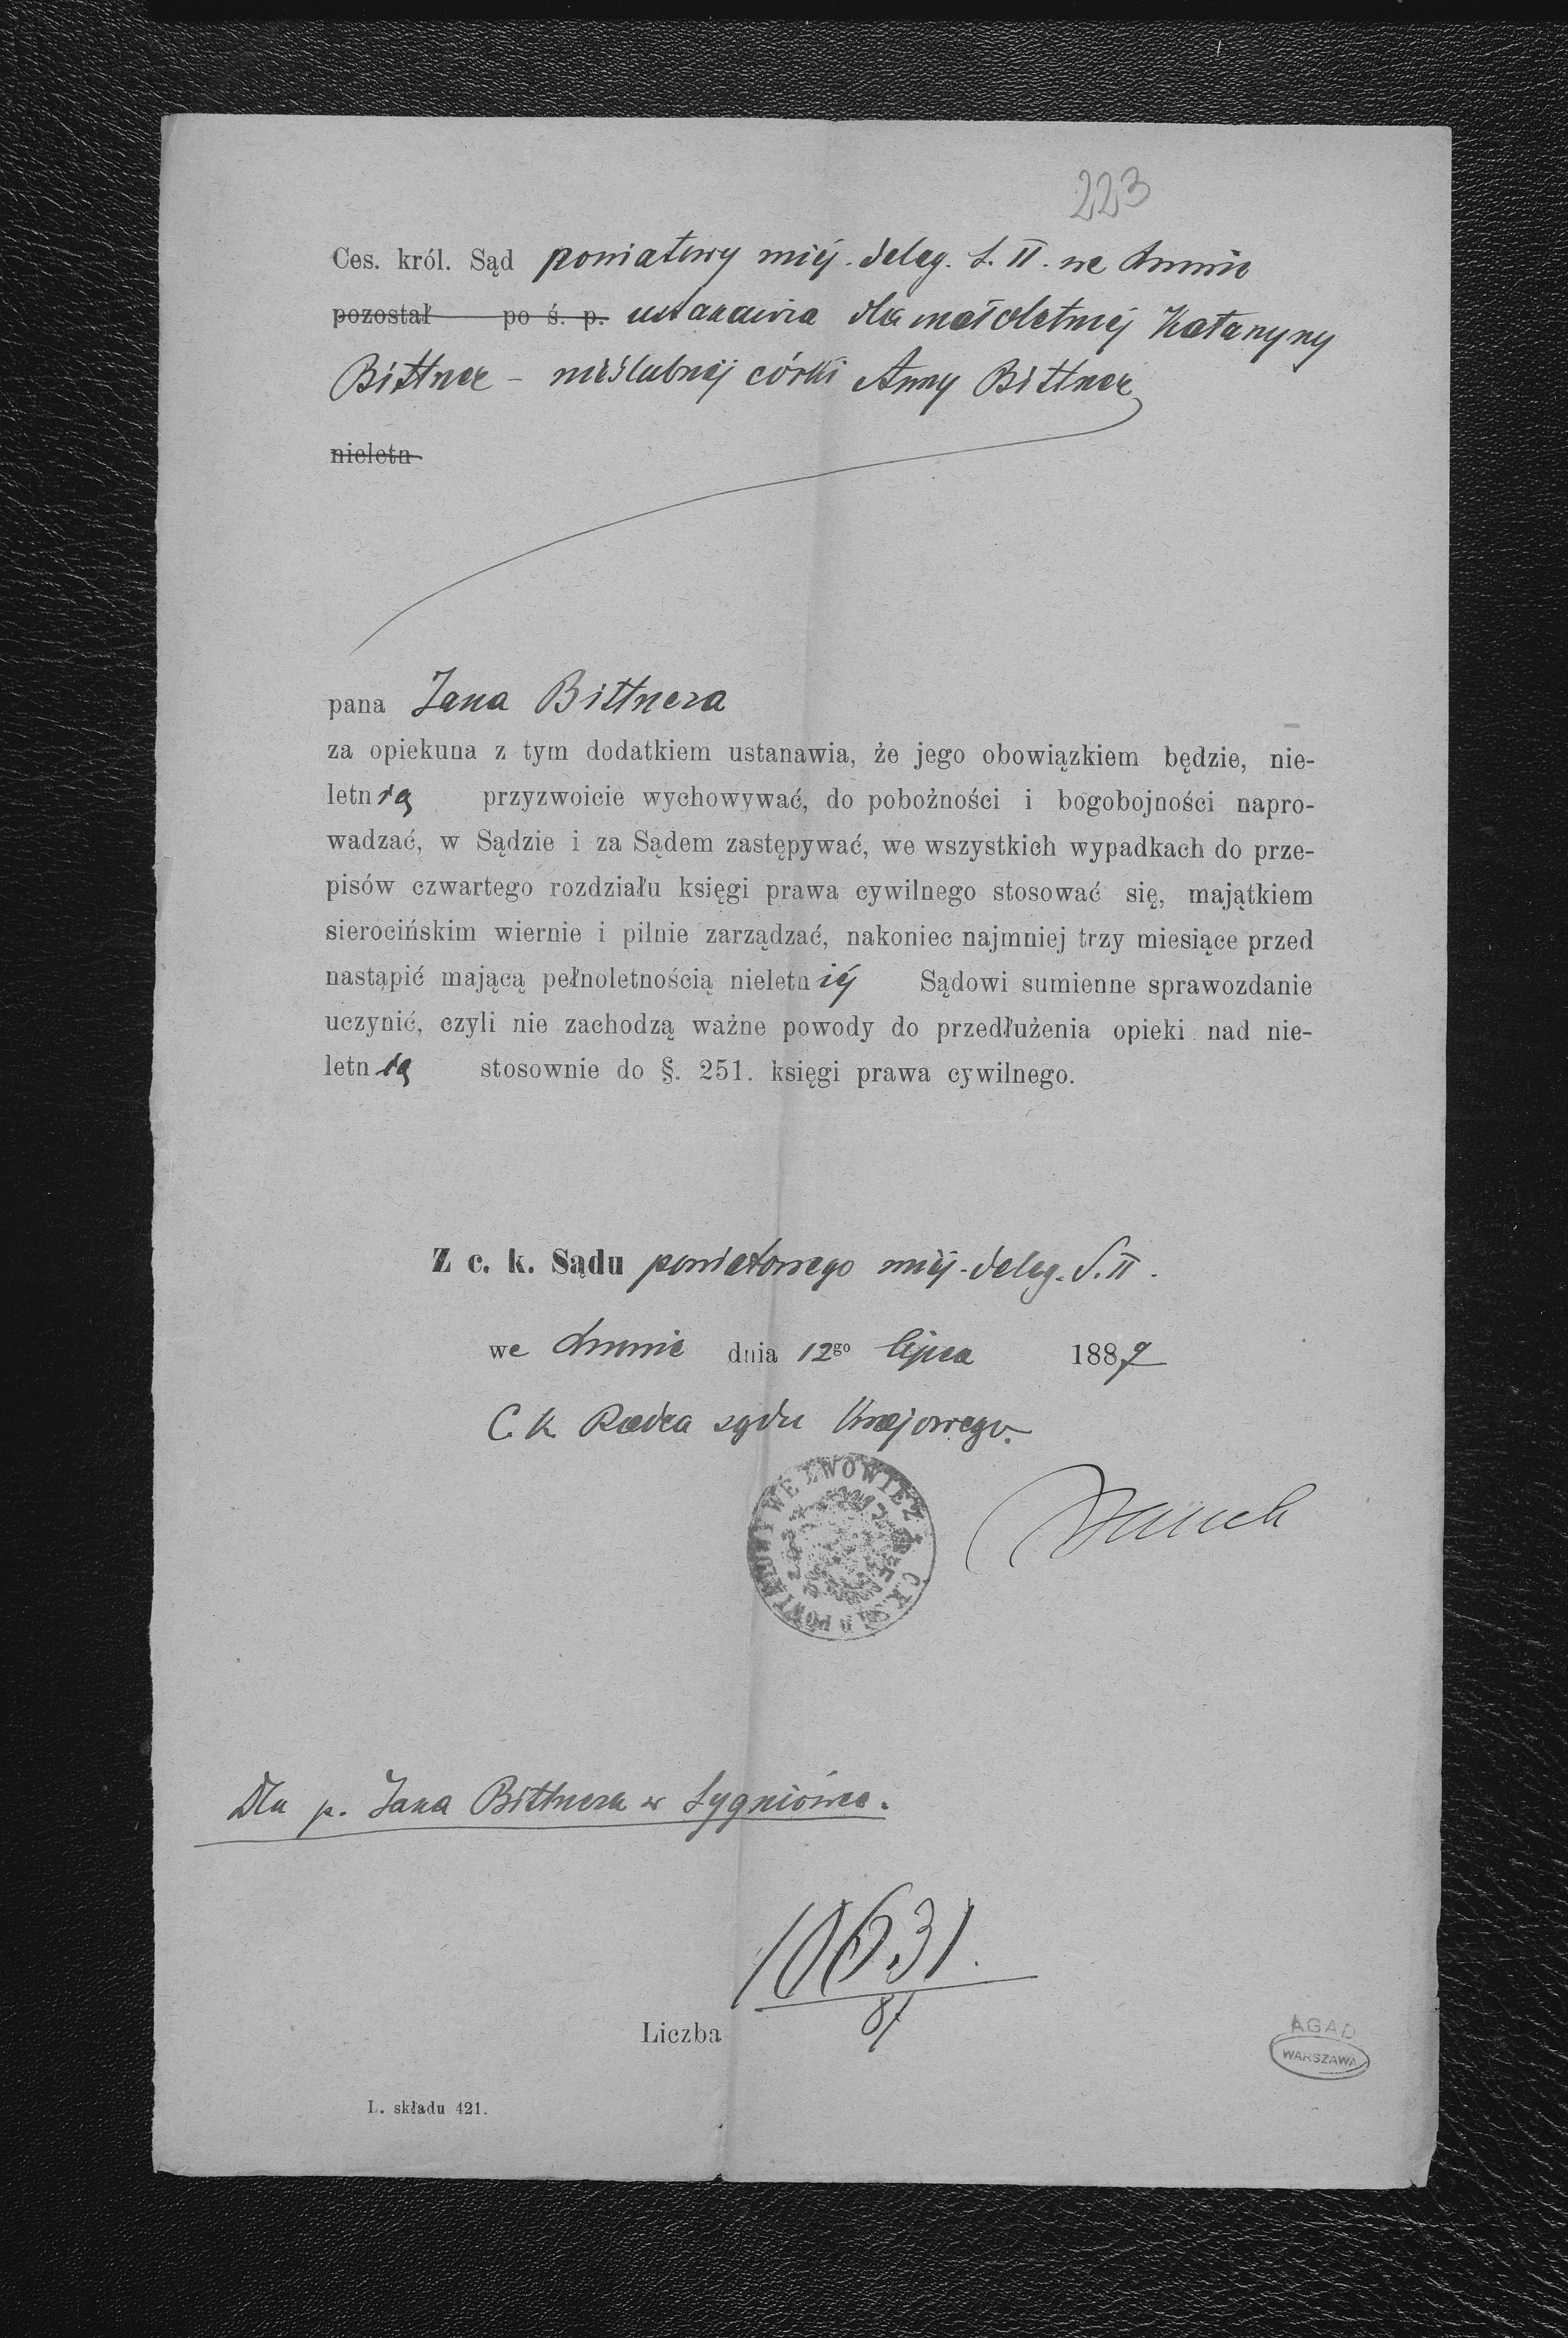 223
Ces. król. Sąd powiatowy miej. deleg. S. II. we Lwowie
pozostał po ś. p. ustanawia dla małoletniej Katarzyny
Bittner – nieślubnej córki Anny Bittner
nieletn
pana Jana Bittnera
za opiekuna z tym dodatkiem ustanawia, że jego obowiązkiem będzie, nie-
letnią przyzwoicie wychowywać, do pobożności i bogobojności napro-
wadzać, w Sądzie i za Sądem zastępywać, we wszystkich wypadkach do prze-
pisów czwartego rozdziału księgi prawa cywilnego stosować się, majątkiem
sierocińskim wiernie i pilnie zarządzać, nakoniec najmniej trzy miesiące przed
nastąpić mającą pełnoletnością nieletniéj Sądowi sumienne sprawozdanie
uczynić, czyli nie zachodzą ważne powody do przedłużenia opieki nad nie-
letnią stosownie do §. 251. księgi prawa cywilnego.
Z c. k. Sądu powiatowego miej. deleg. S. II.
we Lwowie dnia 12go lipca 1887
C. k. Radca sądu krajowego.
C. K. SĄD POWIATOWY WE LWOWIE
Dla p. Jana Bittnera w
10631.
87
Liczba
AGAD
WARSZAWA
L. składu 421.